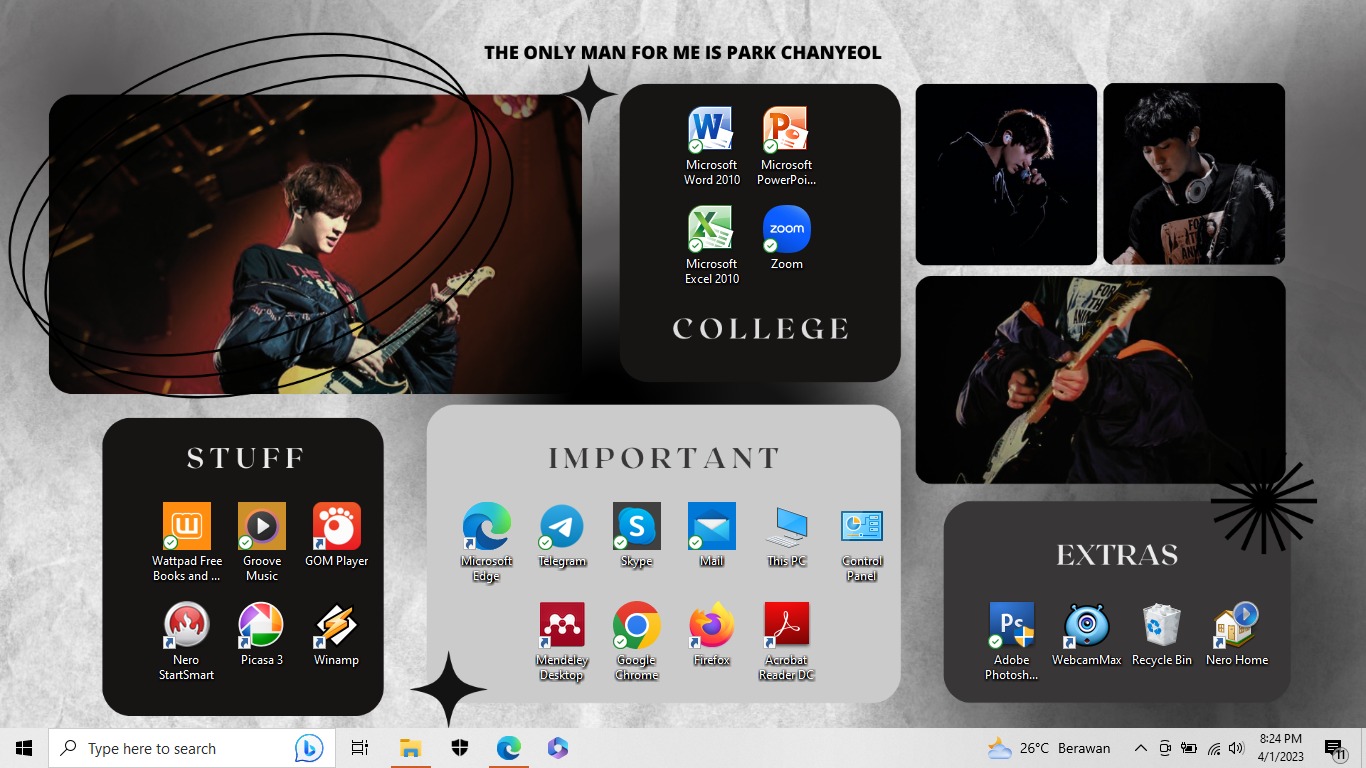 THE ONLY MAN FOR ME IS PARK CHANYEOL
Microsoft
Word 2010
Microsoft
PowerPoi...
Microsoft
Excel 2010
zoom
Zoom
COLLEGE
STUFF
Wattpad Free
Books and ...
Groove
Music
GOM Player
Nero
StartSmart
Picasa 3
Winamp
IMPORTANT
Microsoft
Edge
Telegram
Skype
Mail
This PC
Control
Panel
Mendeley
Desktop
Google
Chrome
Firefox
Acrobat
Reader DC
EXTRAS
Ps
Adobe
Photosh...
WebcamMax
Recycle Bin
Nero Home
Type here to search
26°C Berawan
8:24 PM
4/1/2023
11